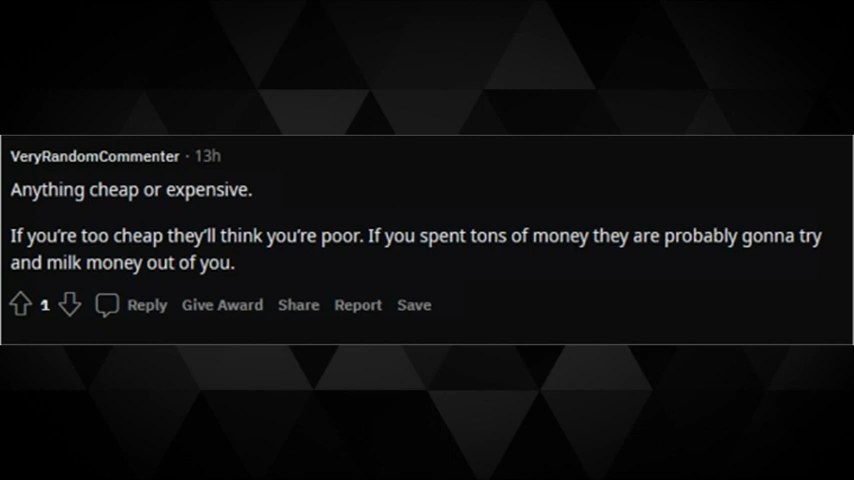 VeryRandomCommenter · 13h
Anything cheap or expensive.
If you're too cheap they'll think you're poor. If you spent tons of money they are probably gonna try
and milk money out of you.
1 Reply Give Award Share Report Save